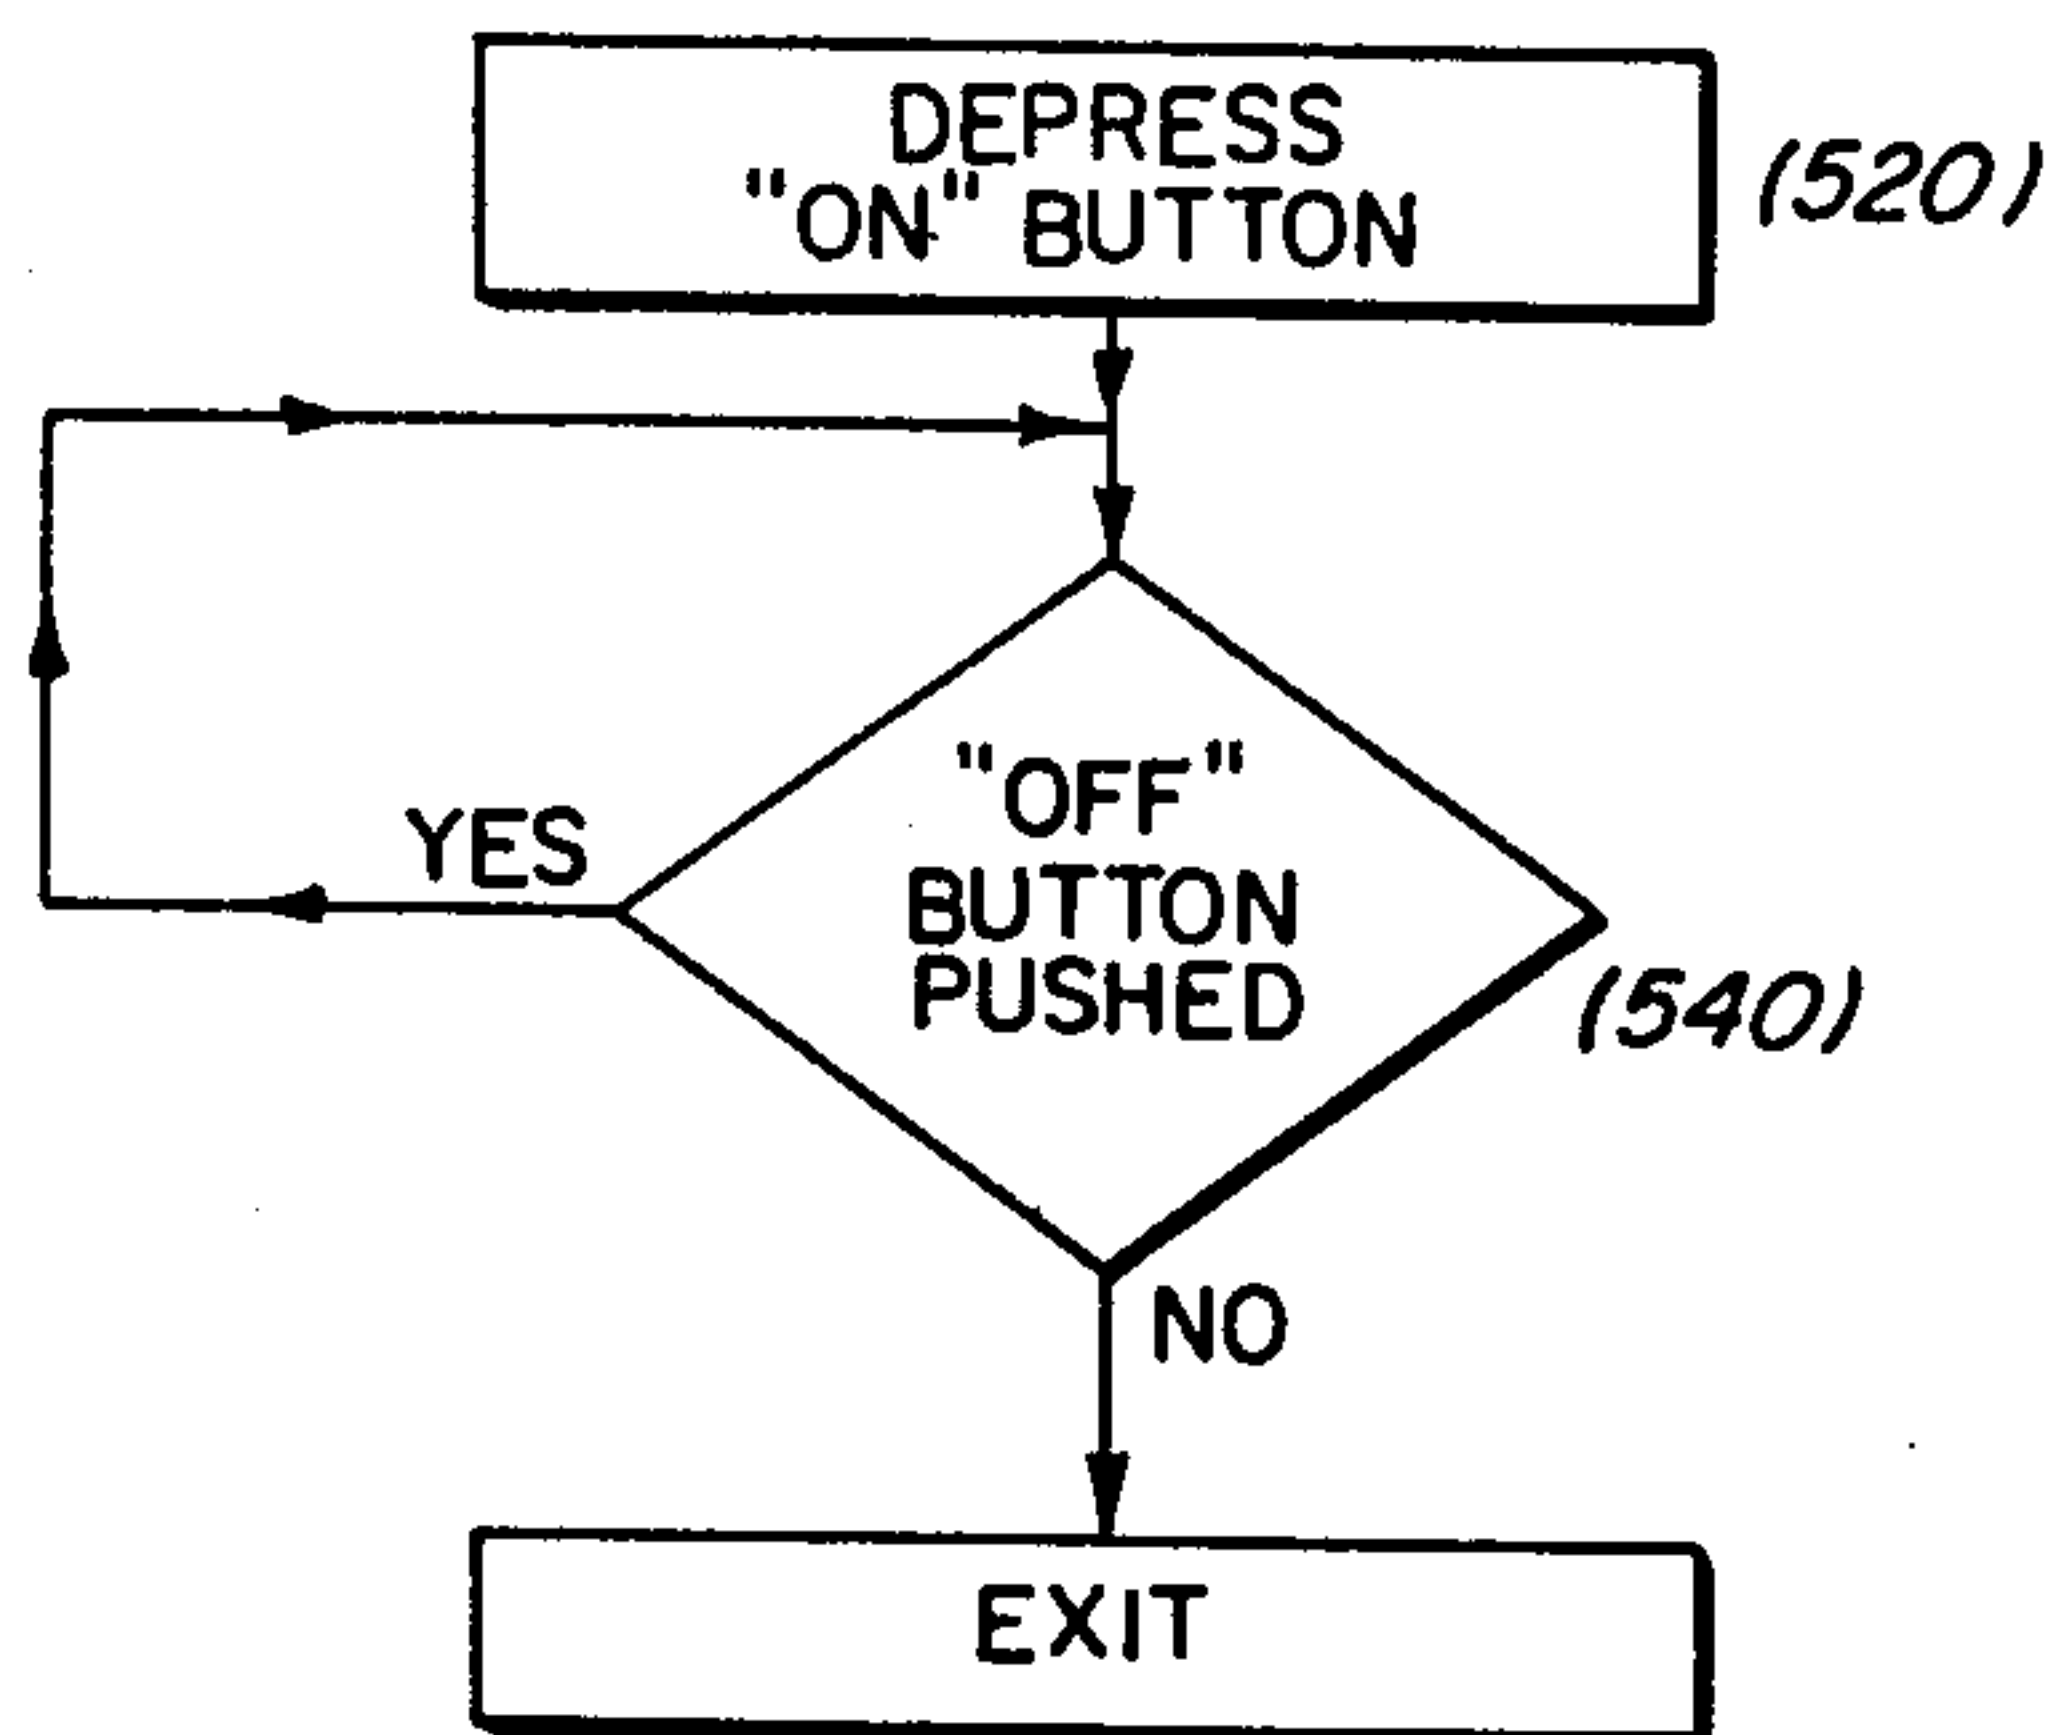 DEPRESS
"ON" BUTTON
(520)
"OFF"
BUTTON
PUSHED
YES
(540)
NO
EXIT